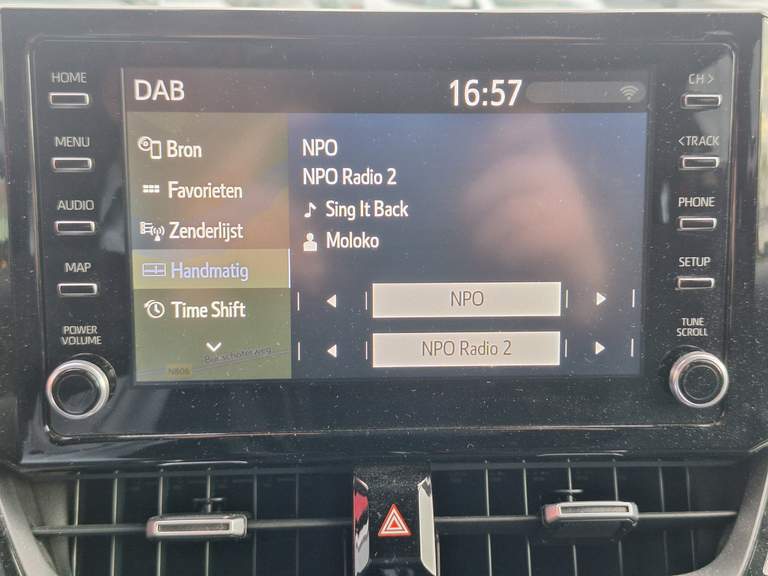 HOME
MENU
AUDIO
MAP
POWER
VOLUME
DAB
16:57
Bron
Favorieten
Zenderlijst
Handmatig
Time Shift
N806
NPO
NPO Radio 2
Sing It Back
Moloko
NPO
NPO Radio 2
CH >
< TRACK
PHONE
SETUP
TUNE
SCROLL